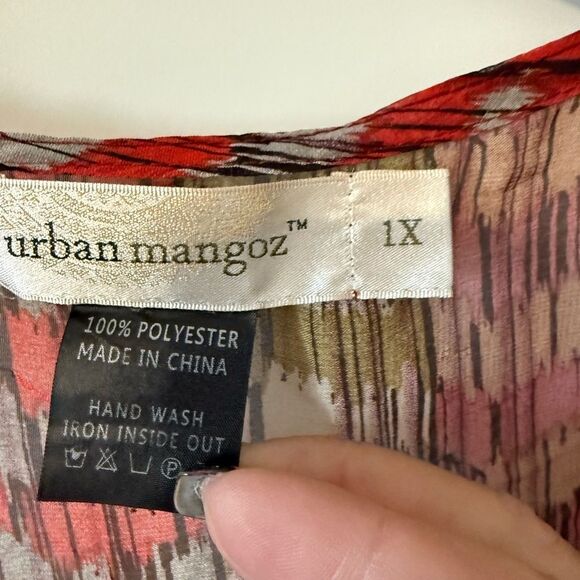 urban mangoz™
1X
100% POLYESTER
MADE IN CHINA
HAND WASH
IRON INSIDE OUT
P